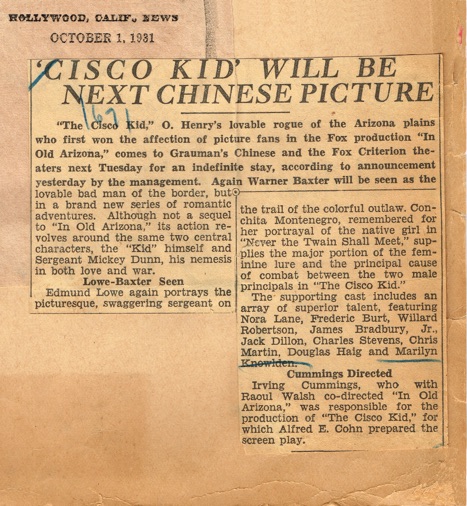 HOLLYWOOD, CALIF., NEWS
OCTOBER 1, 1931
'CISCO KID' WILL BE
NEXT CHINESE PICTURE
1671
"The Cisco Kid," O. Henry's lovable rogue of the Arizona plains
who first won the affection of picture fans in the Fox production "In
Old Arizona," comes to Grauman's Chinese and the Fox Criterion the-
aters next Tuesday for an indefinite stay, according to announcement
yesterday by the management. Again Warner Baxter will be seen as the
lovable bad man of the border, but
in a brand new series of romantic
adventures. Although not a sequel
to "In Old Arizona," its action re-
volves around the same two central
characters, the "Kid" himself and
Sergeant Mickey Dunn, his nemesis
in both love and war.
Lowe-Baxter Seen
Edmund Lowe again portrays the
picturesque, swaggering sergeant on
the trail of the colorful outlaw. Con-
chita Montenegro, remembered for
her portrayal of the native girl in
"Never the Twain Shall Meet," sup-
plies the major portion of the fem-
inine lure and the principal cause
of combat between the two male
principals in "The Cisco Kid."
The supporting cast includes an
array of superior talent, featuring
Nora Lane, Frederic Burt, Willard
Robertson, James Bradbury, Jr.,
Jack Dillon, Charles Stevens, Chris
Martin, Douglas Haig and Marilyn
Knowlden.
Cummings Directed
Irving Cummings, who with
Raoul Walsh co-directed "In Old
Arizona," was responsible for the
production of "The Cisco Kid," for
which Alfred E. Cohn prepared the
screen play.